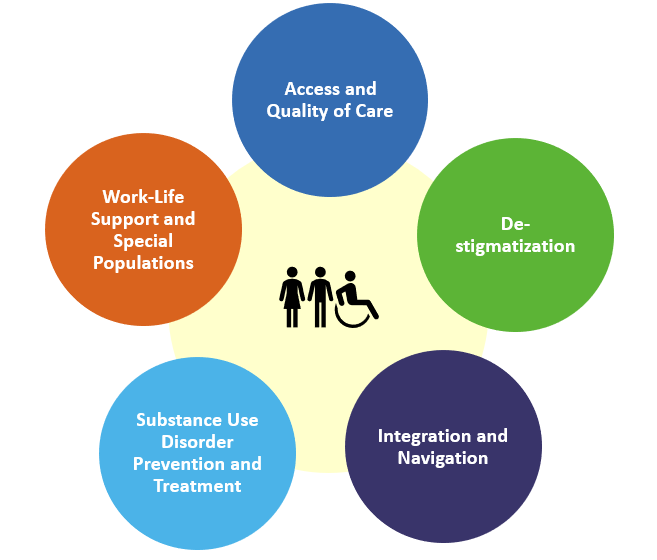 Access and
Quality of Care
Work-Life
Support and
Special
Populations
De-
stigmatization
Substance Use
Disorder
Prevention and
Treatment
Integration and
Navigation